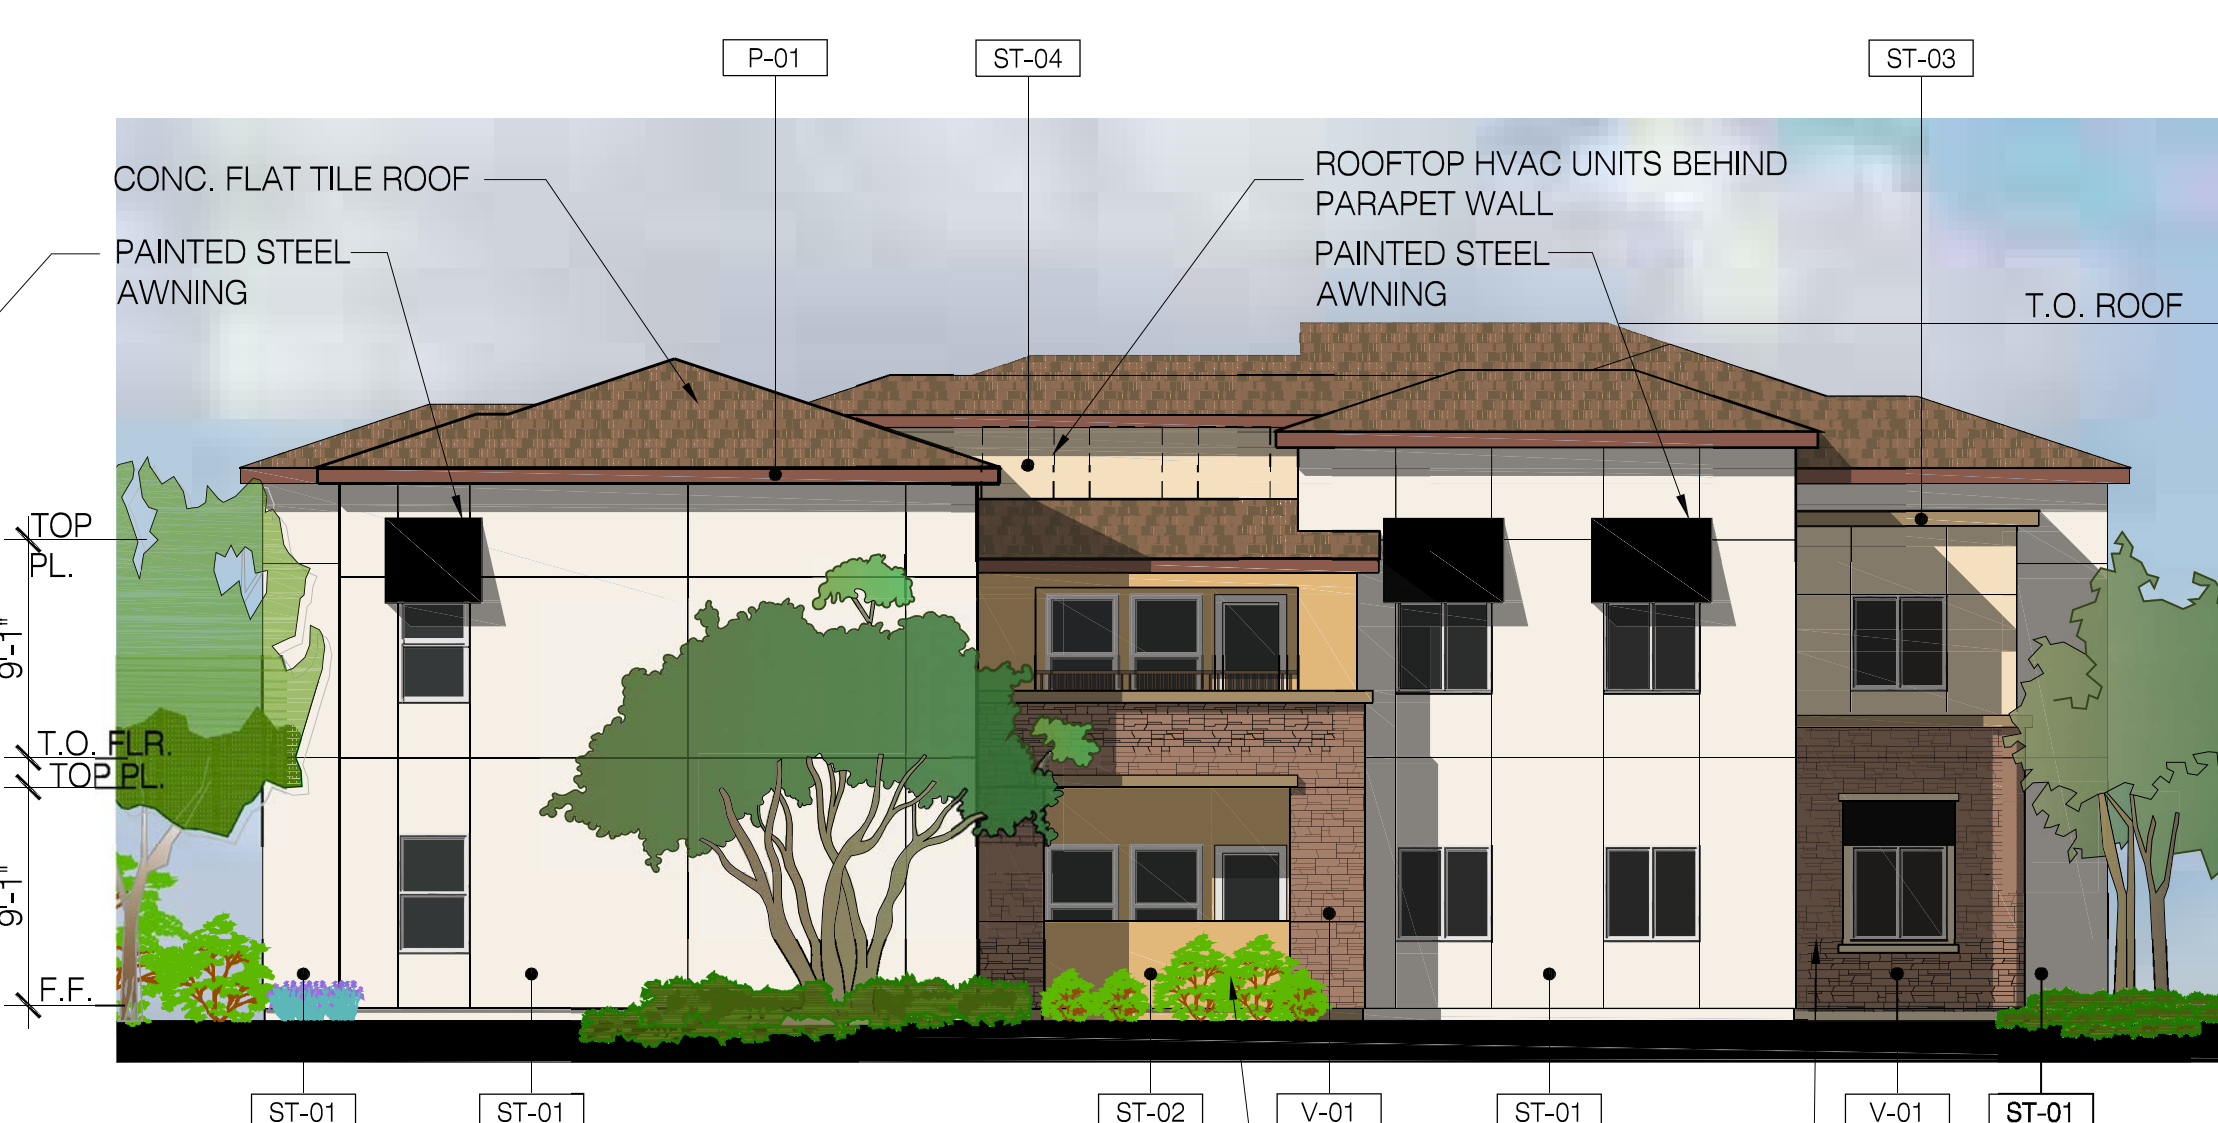 P-01
ST-04
ST-03
CONC. FLAT TILE ROOF
ROOFTOP HVAC UNITS BEHIND
PARAPET WALL
PAINTED STEEL
AWNING
PAINTED STEEL
AWNING
T.O. ROOF
TOP
PL.
9'-1"
T.O. FLR.
TOP PL.
9'-1"
F.F.
ST-01
ST-01
ST-02
V-01
ST-01
V-01
ST-01